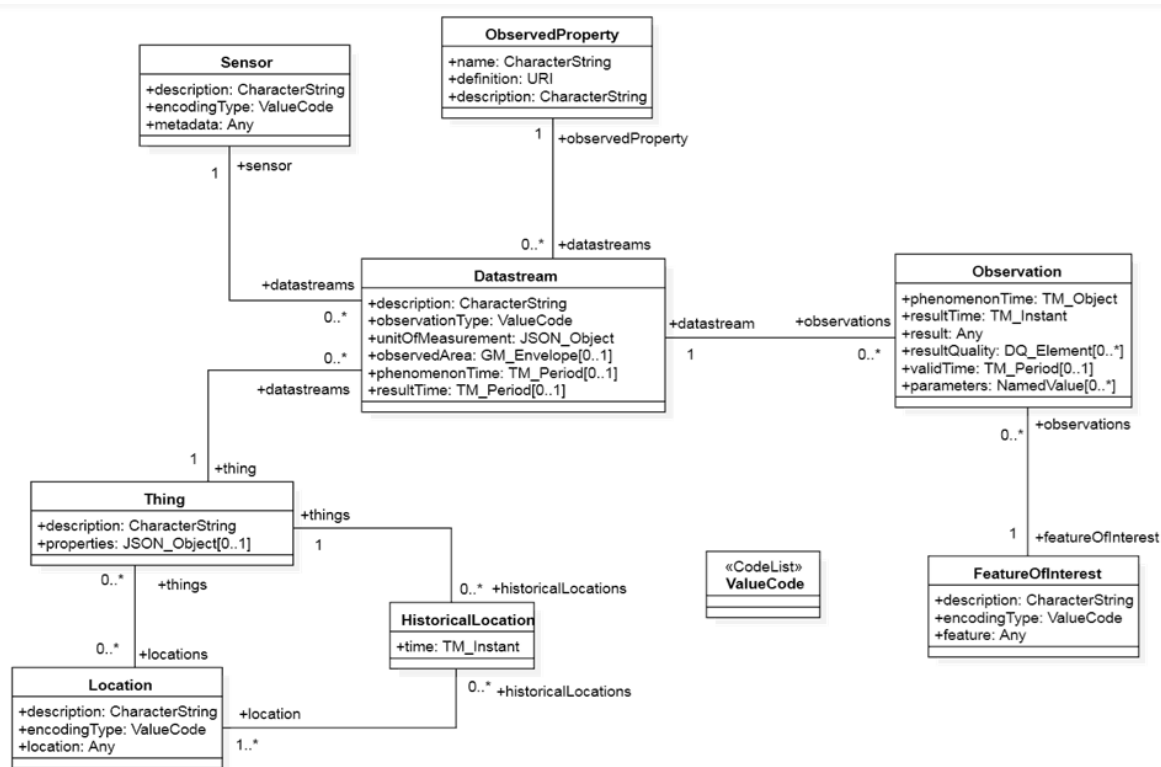 ObservedProperty
+name: CharacterString
+definition: URI
+description: CharacterString
Sensor
+description: CharacterString
+encodingType: ValueCode
+metadata: Any
1
+observedProperty
1
+sensor
0..*
+datastreams
Datastream
+description: CharacterString
+observationType: ValueCode
+unitOfMeasurement: JSON_Object
+observedArea: GM_Envelope[0..1]
+phenomenonTime: TM_Period[0..1]
+resultTime: TM_Period[0..1]
+datastreams
0..*
0..*
+datastreams
+datastream
1
+observations
0..*
Observation
+phenomenonTime: TM_Object
+resultTime: TM_Instant
+result: Any
+resultQuality: DQ_Element[0..*]
+validTime: TM_Period[0..1]
+parameters: NamedValue[0..*]
0..*
+observations
1
+thing
Thing
+description: CharacterString
+properties: JSON_Object[0..1]
+things
1
1
+featureOfInterest
0..*
+things
0..*
+historicalLocations
«CodeList»
ValueCode
FeatureOfInterest
+description: CharacterString
+encodingType: ValueCode
+feature: Any
HistoricalLocation
+time: TM_Instant
0..*
+locations
0..*
+historicalLocations
Location
+description: CharacterString
+encodingType: ValueCode
+location: Any
+location
1..*